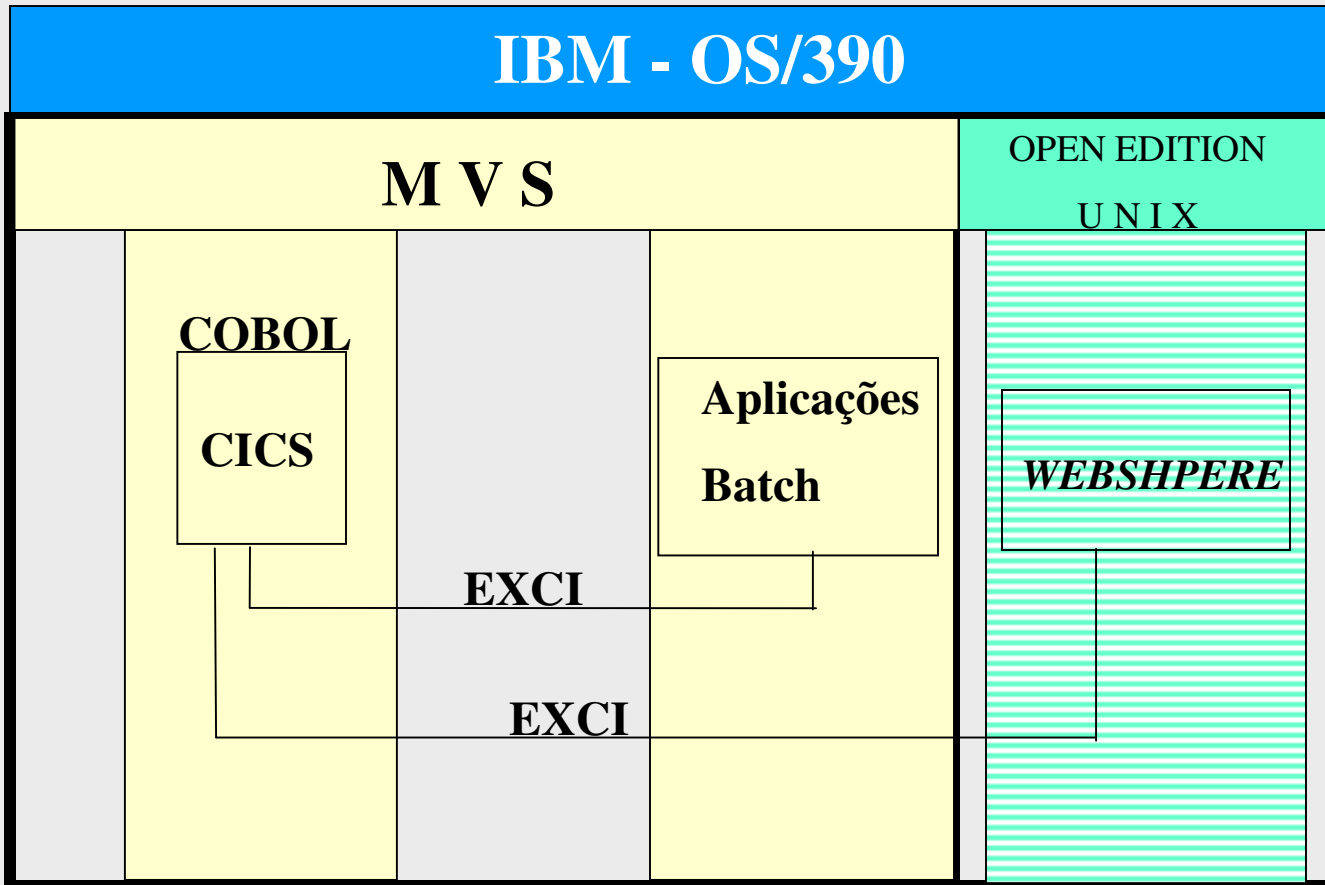 IBM - OS/390
M V S
OPEN EDITION
U N I X
COBOL
CICS
Aplicações
Batch
WEBSHPERE
EXCI
EXCI